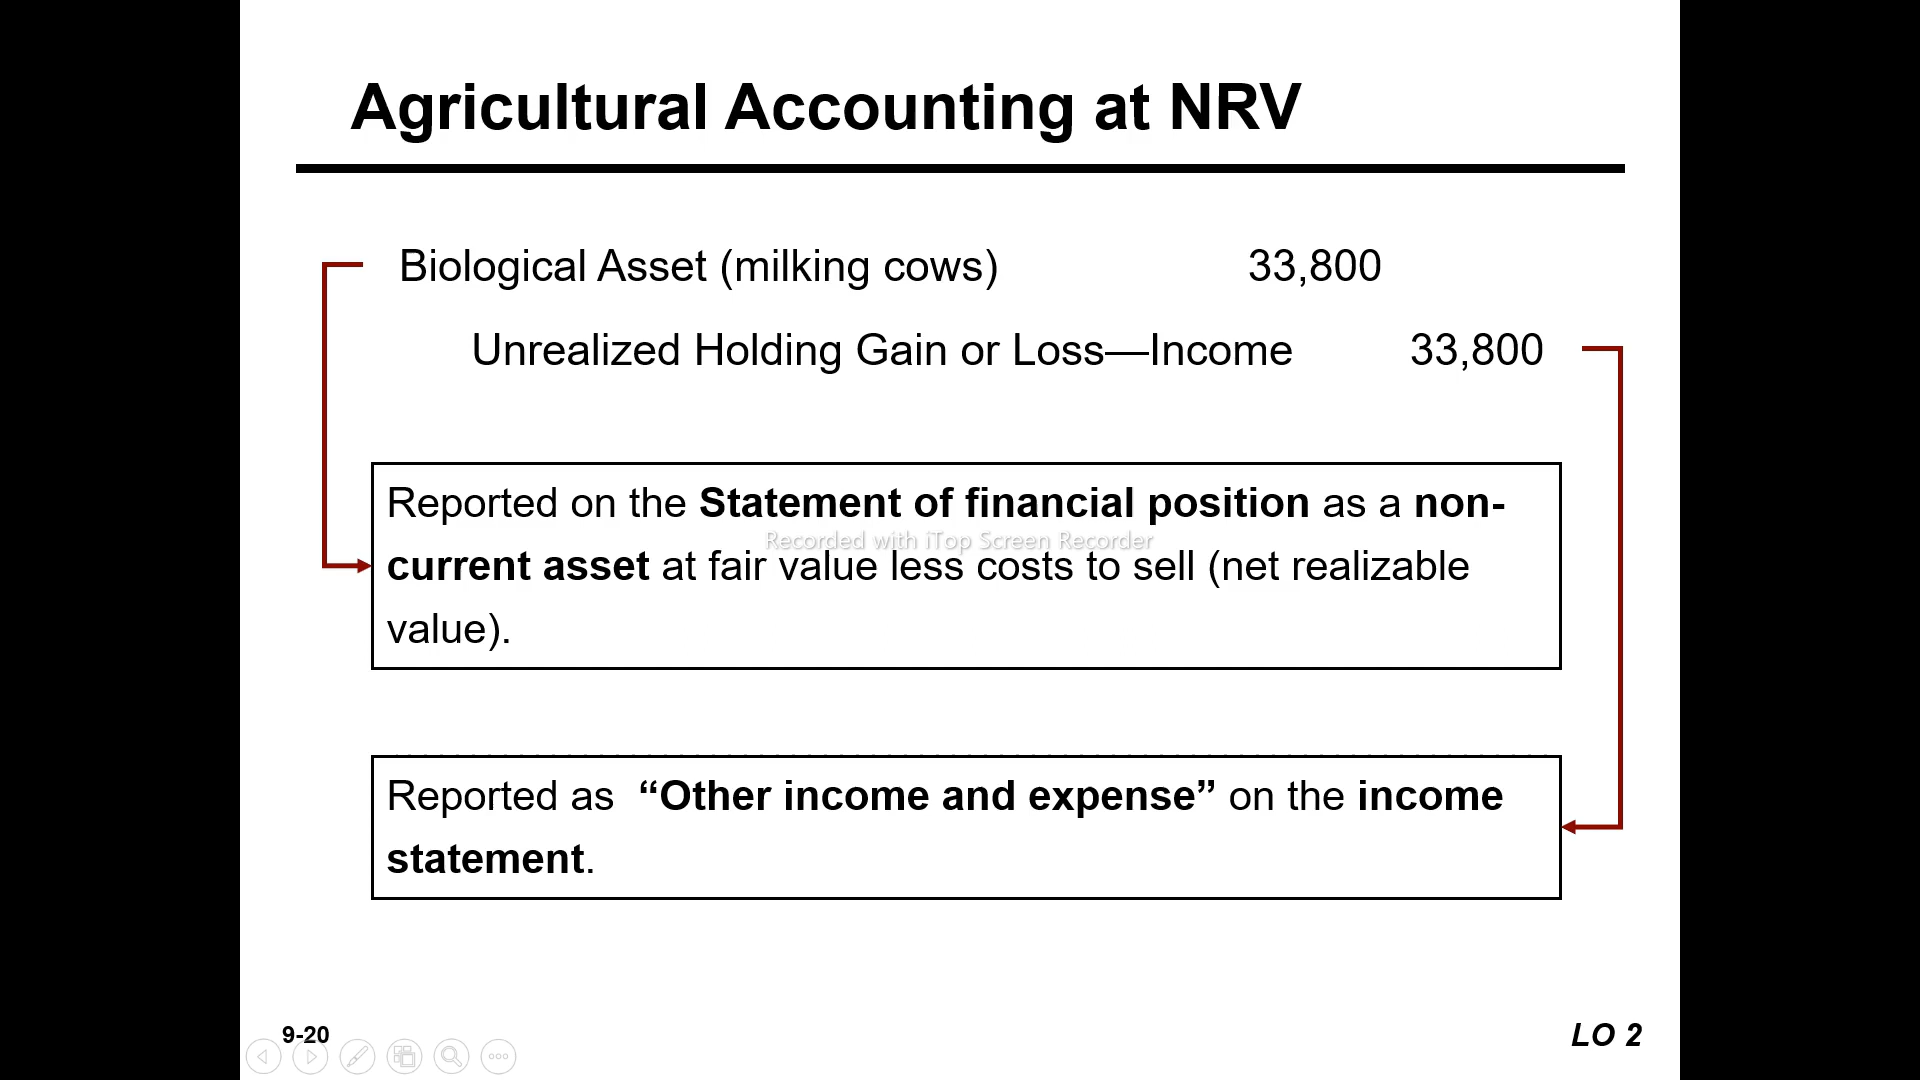 Agricultural Accounting at NRV
Biological Asset (milking cows) 33,800
Unrealized Holding Gain or Loss—Income 33,800
Reported on the Statement of financial position as a non-
Recorded with iTop Screen Recorder
current asset at fair value less costs to sell (net realizable
value).
Reported as “Other income and expense” on the income
statement.
9-20
LO 2